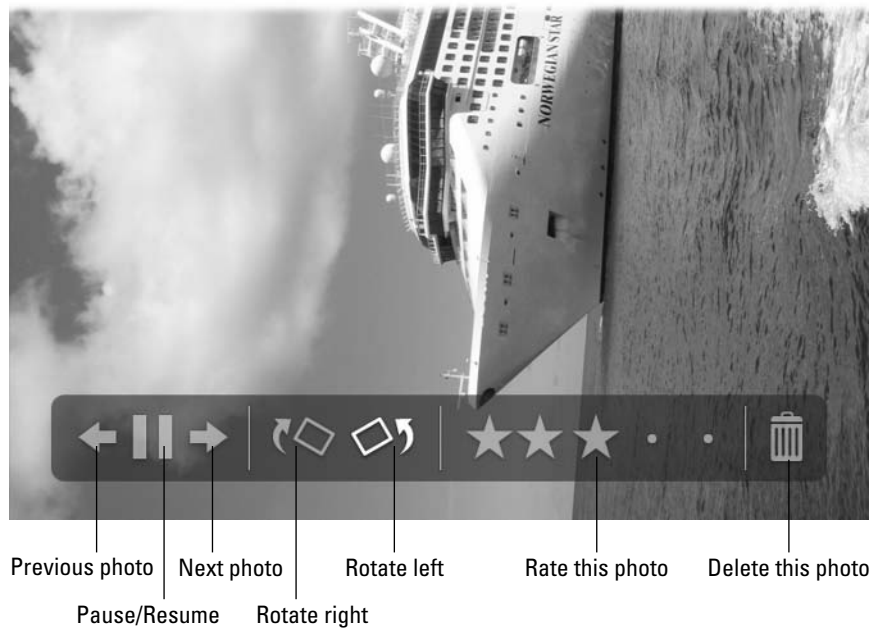 NORWEGIAN STAR
Previous photo Next photo Rotate left Rate this photo Delete this photo
Pause/Resume Rotate right